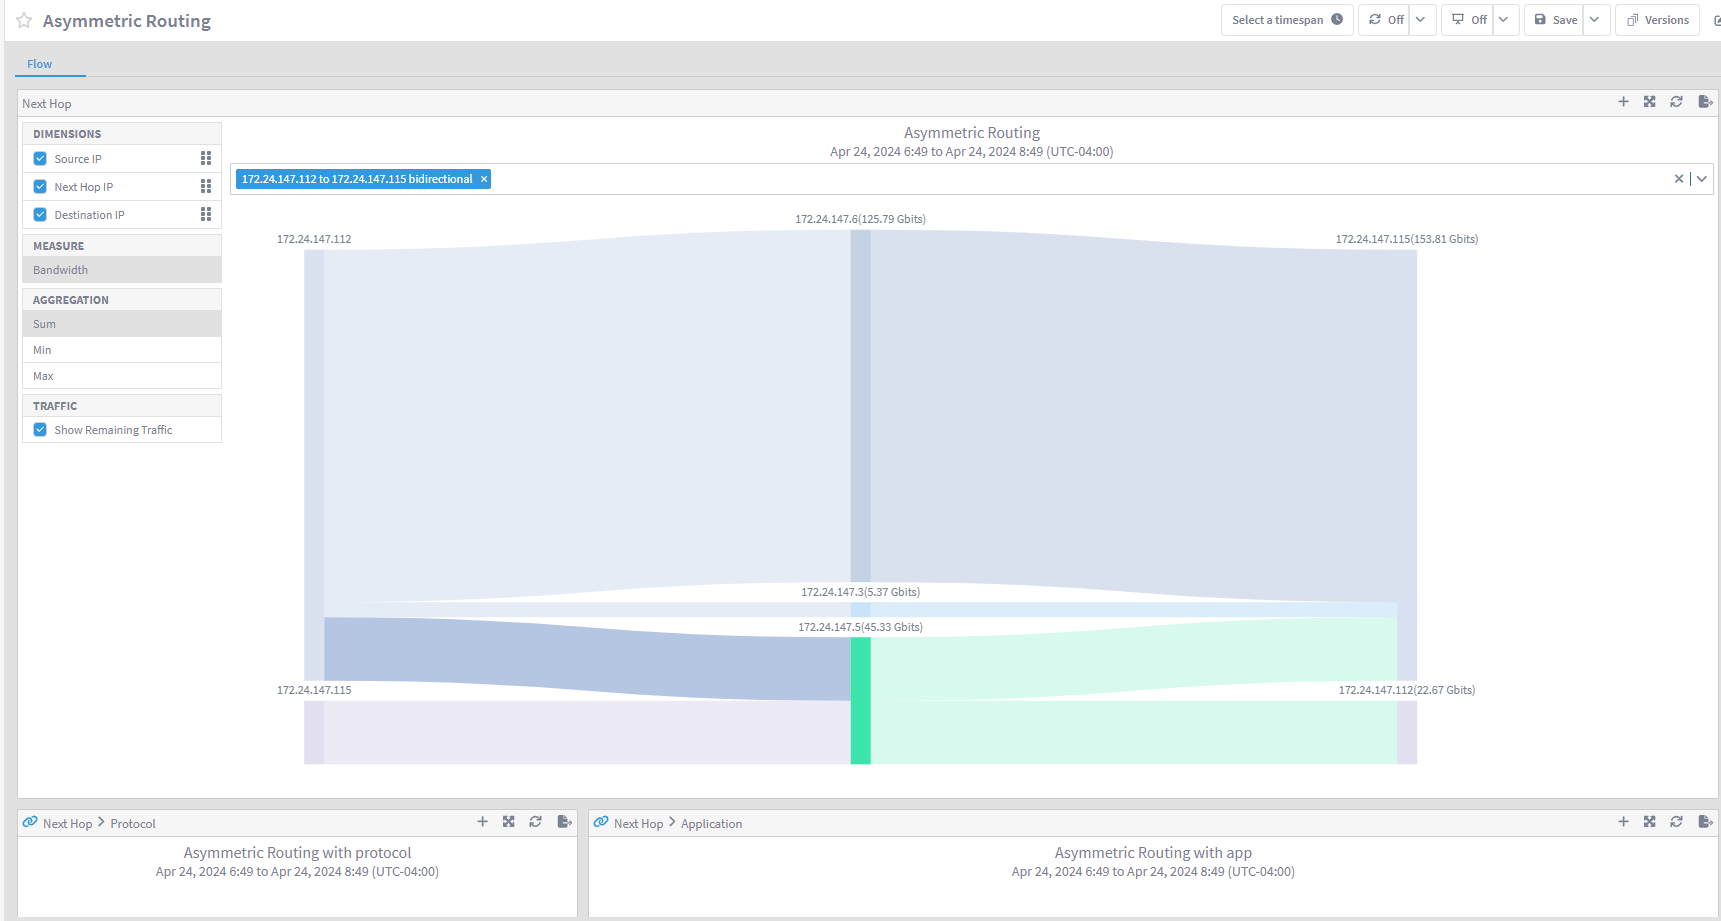 Asymmetric Routing
Select a timespan
Off
Off
Save
Versions
Flow
Next Hop
DIMENSIONS
Source IP
Next Hop IP
Destination IP
MEASURE
Bandwidth
AGGREGATION
Sum
Min
Max
TRAFFIC
Show Remaining Traffic
Asymmetric Routing
Apr 24, 2024 6:49 to Apr 24, 2024 8:49 (UTC-04:00)
172.24.147.112 to 172.24.147.115 bidirectional ×
172.24.147.6(125.79 Gbits)
172.24.147.112
172.24.147.115(153.81 Gbits)
172.24.147.3(5.37 Gbits)
172.24.147.5(45.33 Gbits)
172.24.147.115
172.24.147.112(22.67 Gbits)
Next Hop > Protocol
Asymmetric Routing with protocol
Apr 24, 2024 6:49 to Apr 24, 2024 8:49 (UTC-04:00)
Next Hop > Application
Asymmetric Routing with app
Apr 24, 2024 6:49 to Apr 24, 2024 8:49 (UTC-04:00)